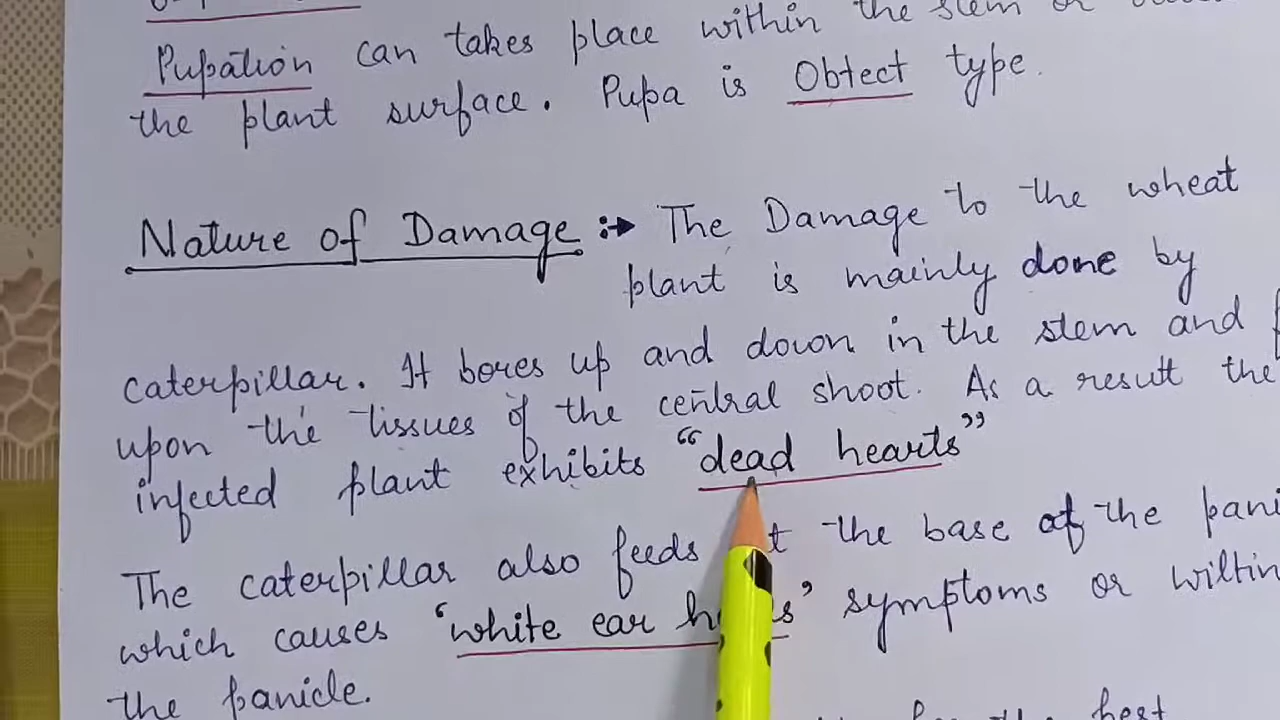 Pupation can takes place within the stem or
the plant surface. Pupa is Obtect type.
Nature of Damage :→ The Damage to the wheat
plant is mainly done by
caterpillar. It bores up and down in the stem and
upon the tissues of the central shoot. As a result the
infected plant exhibits "dead hearts"
The caterpillar also feeds the base of the
which causes 'white ear symptoms or
the panicle.